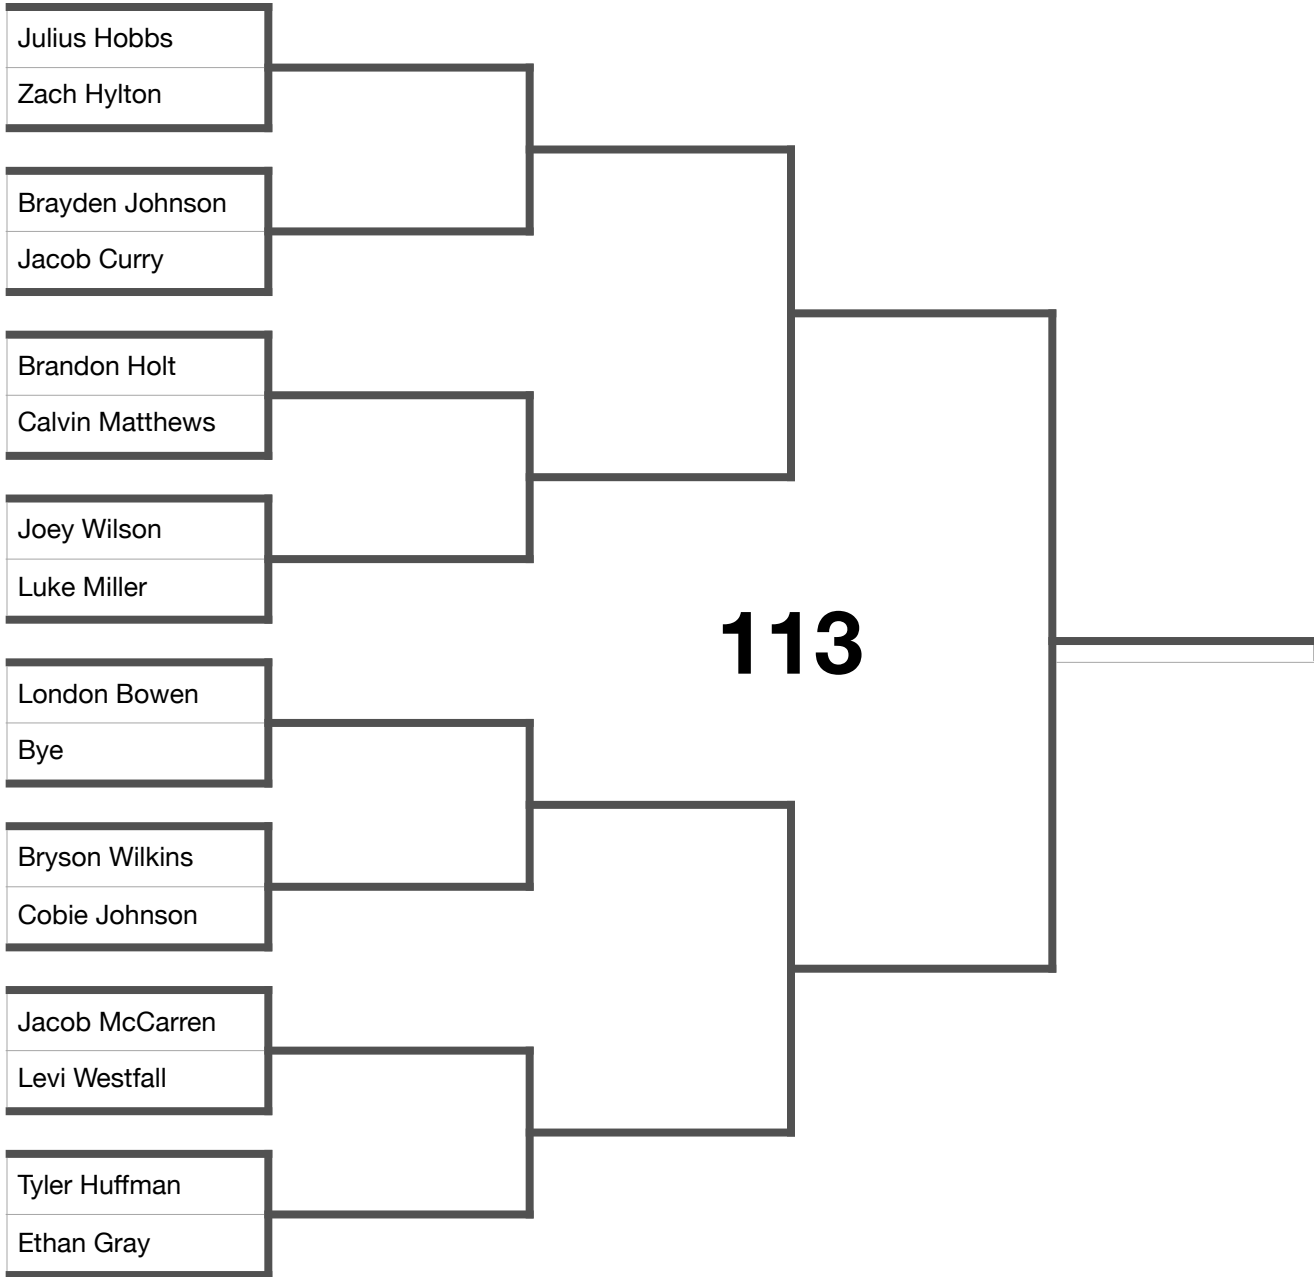 Julius Hobbs
Zach Hylton
Brayden Johnson
Jacob Curry
Brandon Holt
Calvin Matthews
Joey Wilson
Luke Miller
113
London Bowen
Bye
Bryson Wilkins
Cobie Johnson
Jacob McCarren
Levi Westfall
Tyler Huffman
Ethan Gray